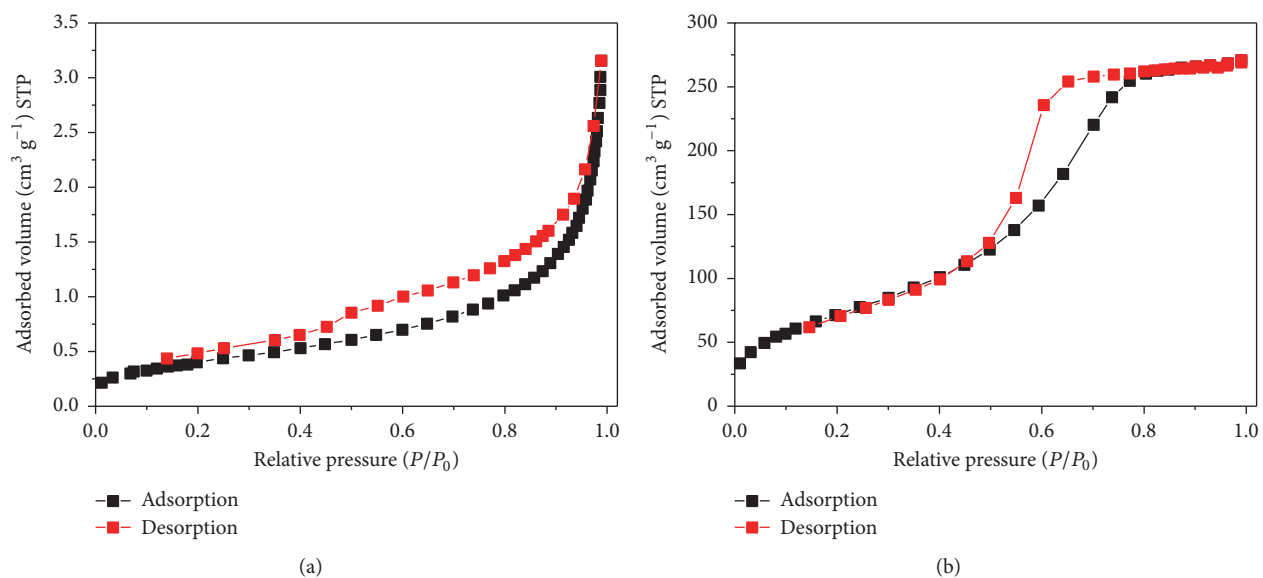 3.5
3.0
2.5
2.0
1.5
1.0
0.5
0.0
Adsorbed volume (cm³ g⁻¹) STP
0.0 0.2 0.4 0.6 0.8 1.0
Relative pressure (P/P₀)
Adsorption
Desorption
(a)
300
250
200
150
100
50
0
Adsorbed volume (cm³ g⁻¹) STP
0.0 0.2 0.4 0.6 0.8 1.0
Relative pressure (P/P₀)
Adsorption
Desorption
(b)